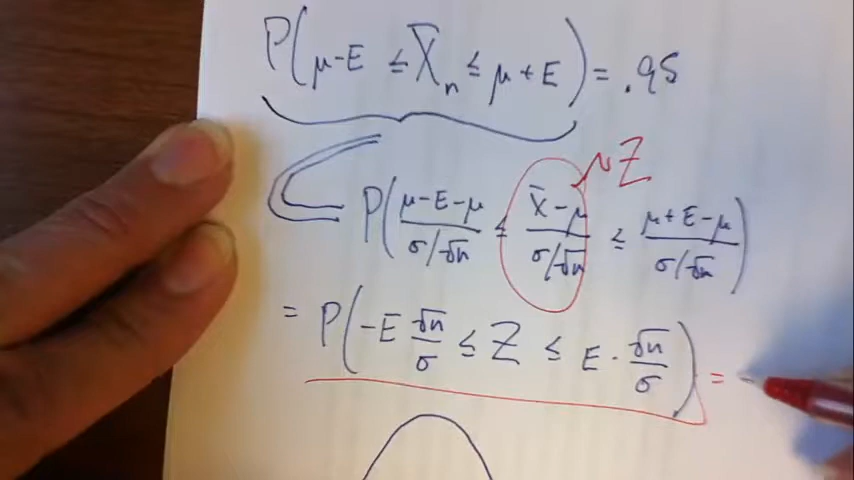 P(μ-E ≤ X̄n ≤ μ+E) = .95
~Z
P(μ-E-μ / σ/√n ≤ X̄-μ / σ/√n ≤ μ+E-μ / σ/√n)
= P(-E √n/σ ≤ Z ≤ E · √n/σ) =